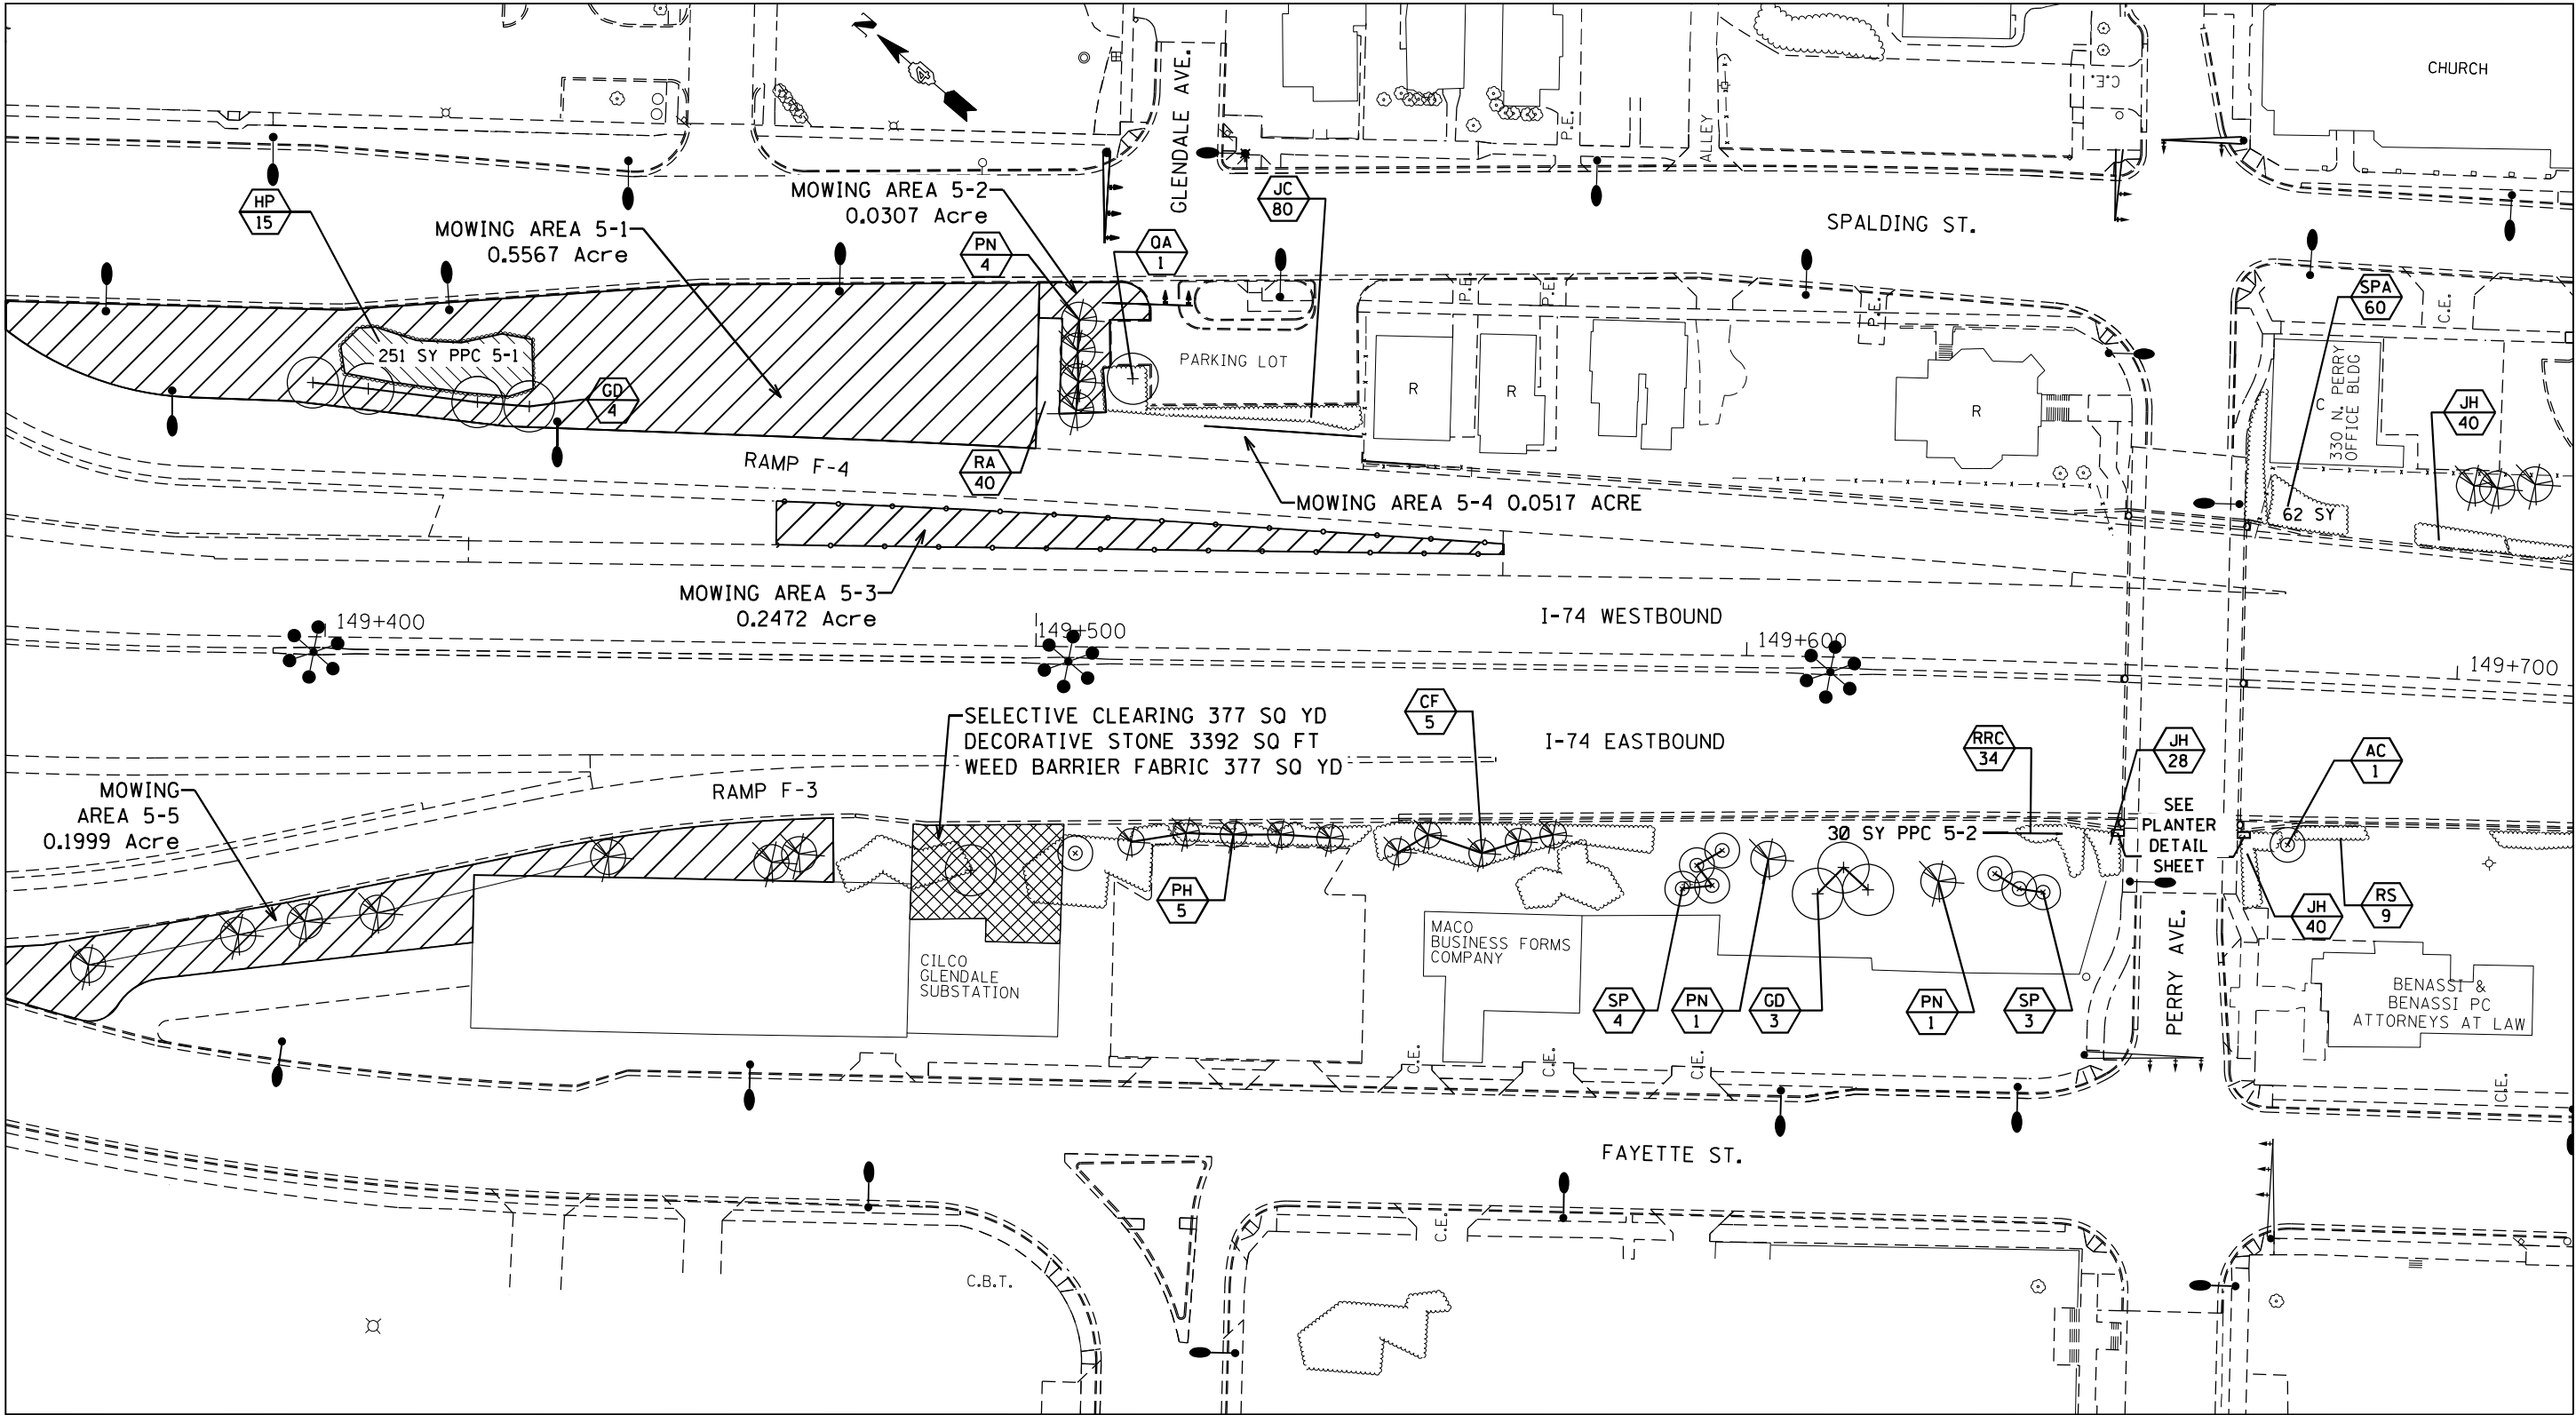 N
4
GLENDALE AVE.
P.E.
ALLEY
C.E.
CHURCH
HP
15
MOWING AREA 5-1
0.5567 Acre
MOWING AREA 5-2
0.0307 Acre
PN
4
QA
1
JC
80
SPALDING ST.
SPA
60
C.E.
P.E.
P.E.
P.E.
251 SY PPC 5-1
GD
4
PARKING LOT
R
R
R
C
330 N. PERRY
OFFICE BLDG
JH
40
RAMP F-4
RA
40
MOWING AREA 5-4 0.0517 ACRE
62 SY
MOWING AREA 5-3
0.2472 Acre
I-74 WESTBOUND
149+400
149+500
149+600
149+700
SELECTIVE CLEARING 377 SQ YD
DECORATIVE STONE 3392 SQ FT
WEED BARRIER FABRIC 377 SQ YD
CF
5
I-74 EASTBOUND
RRC
34
JH
28
AC
1
MOWING
AREA 5-5
0.1999 Acre
RAMP F-3
30 SY PPC 5-2
SEE
PLANTER
DETAIL
SHEET
PH
5
JH
40
RS
9
CILCO
GLENDALE
SUBSTATION
MACO
BUSINESS FORMS
COMPANY
SP
4
PN
1
GD
3
PN
1
SP
3
PERRY AVE.
BENASSI &
BENASSI PC
ATTORNEYS AT LAW
C.E.
C.E.
C.E.
C.E.
FAYETTE ST.
C.E.
C.B.T.